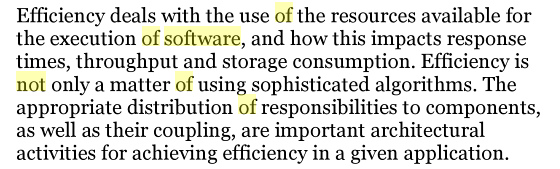 Efficiency deals with the use of the resources available for
the execution of software, and how this impacts response
times, throughput and storage consumption. Efficiency is
not only a matter of using sophisticated algorithms. The
appropriate distribution of responsibilities to components,
as well as their coupling, are important architectural
activities for achieving efficiency in a given application.